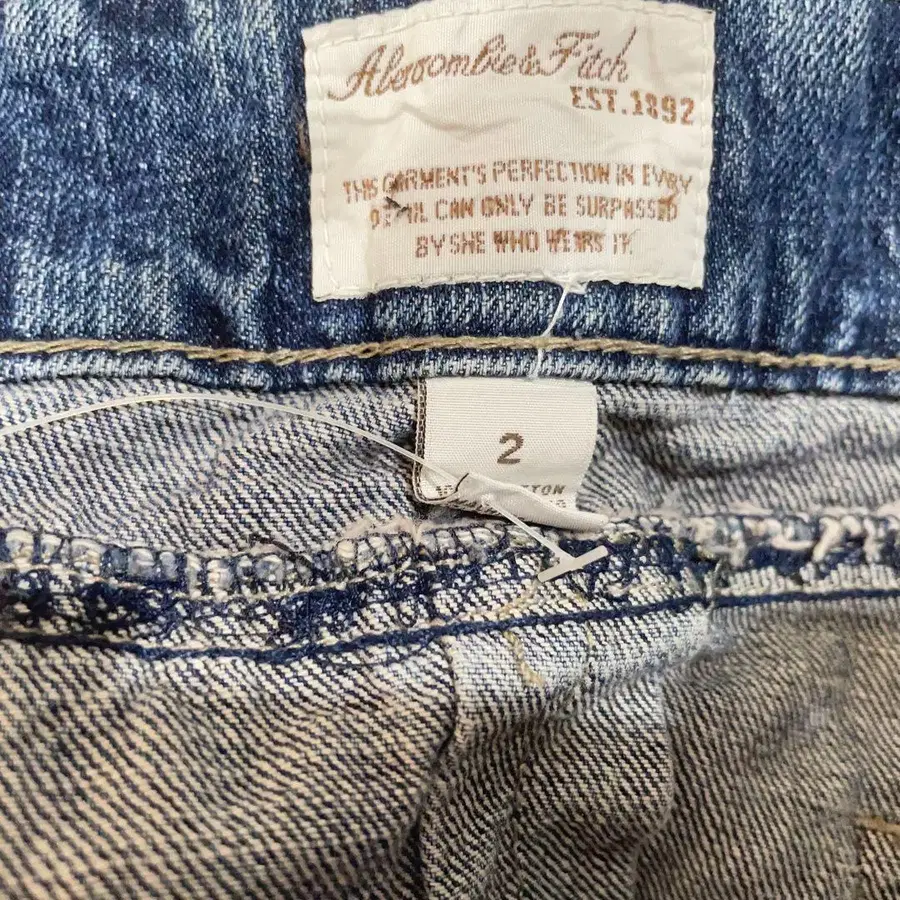 Abercrombie & Fitch
EST. 1892
THIS GARMENT'S PERFECTION IN EVERY
DETAIL CAN ONLY BE SURPASSED
BY SHE WHO WEARS IT.
2